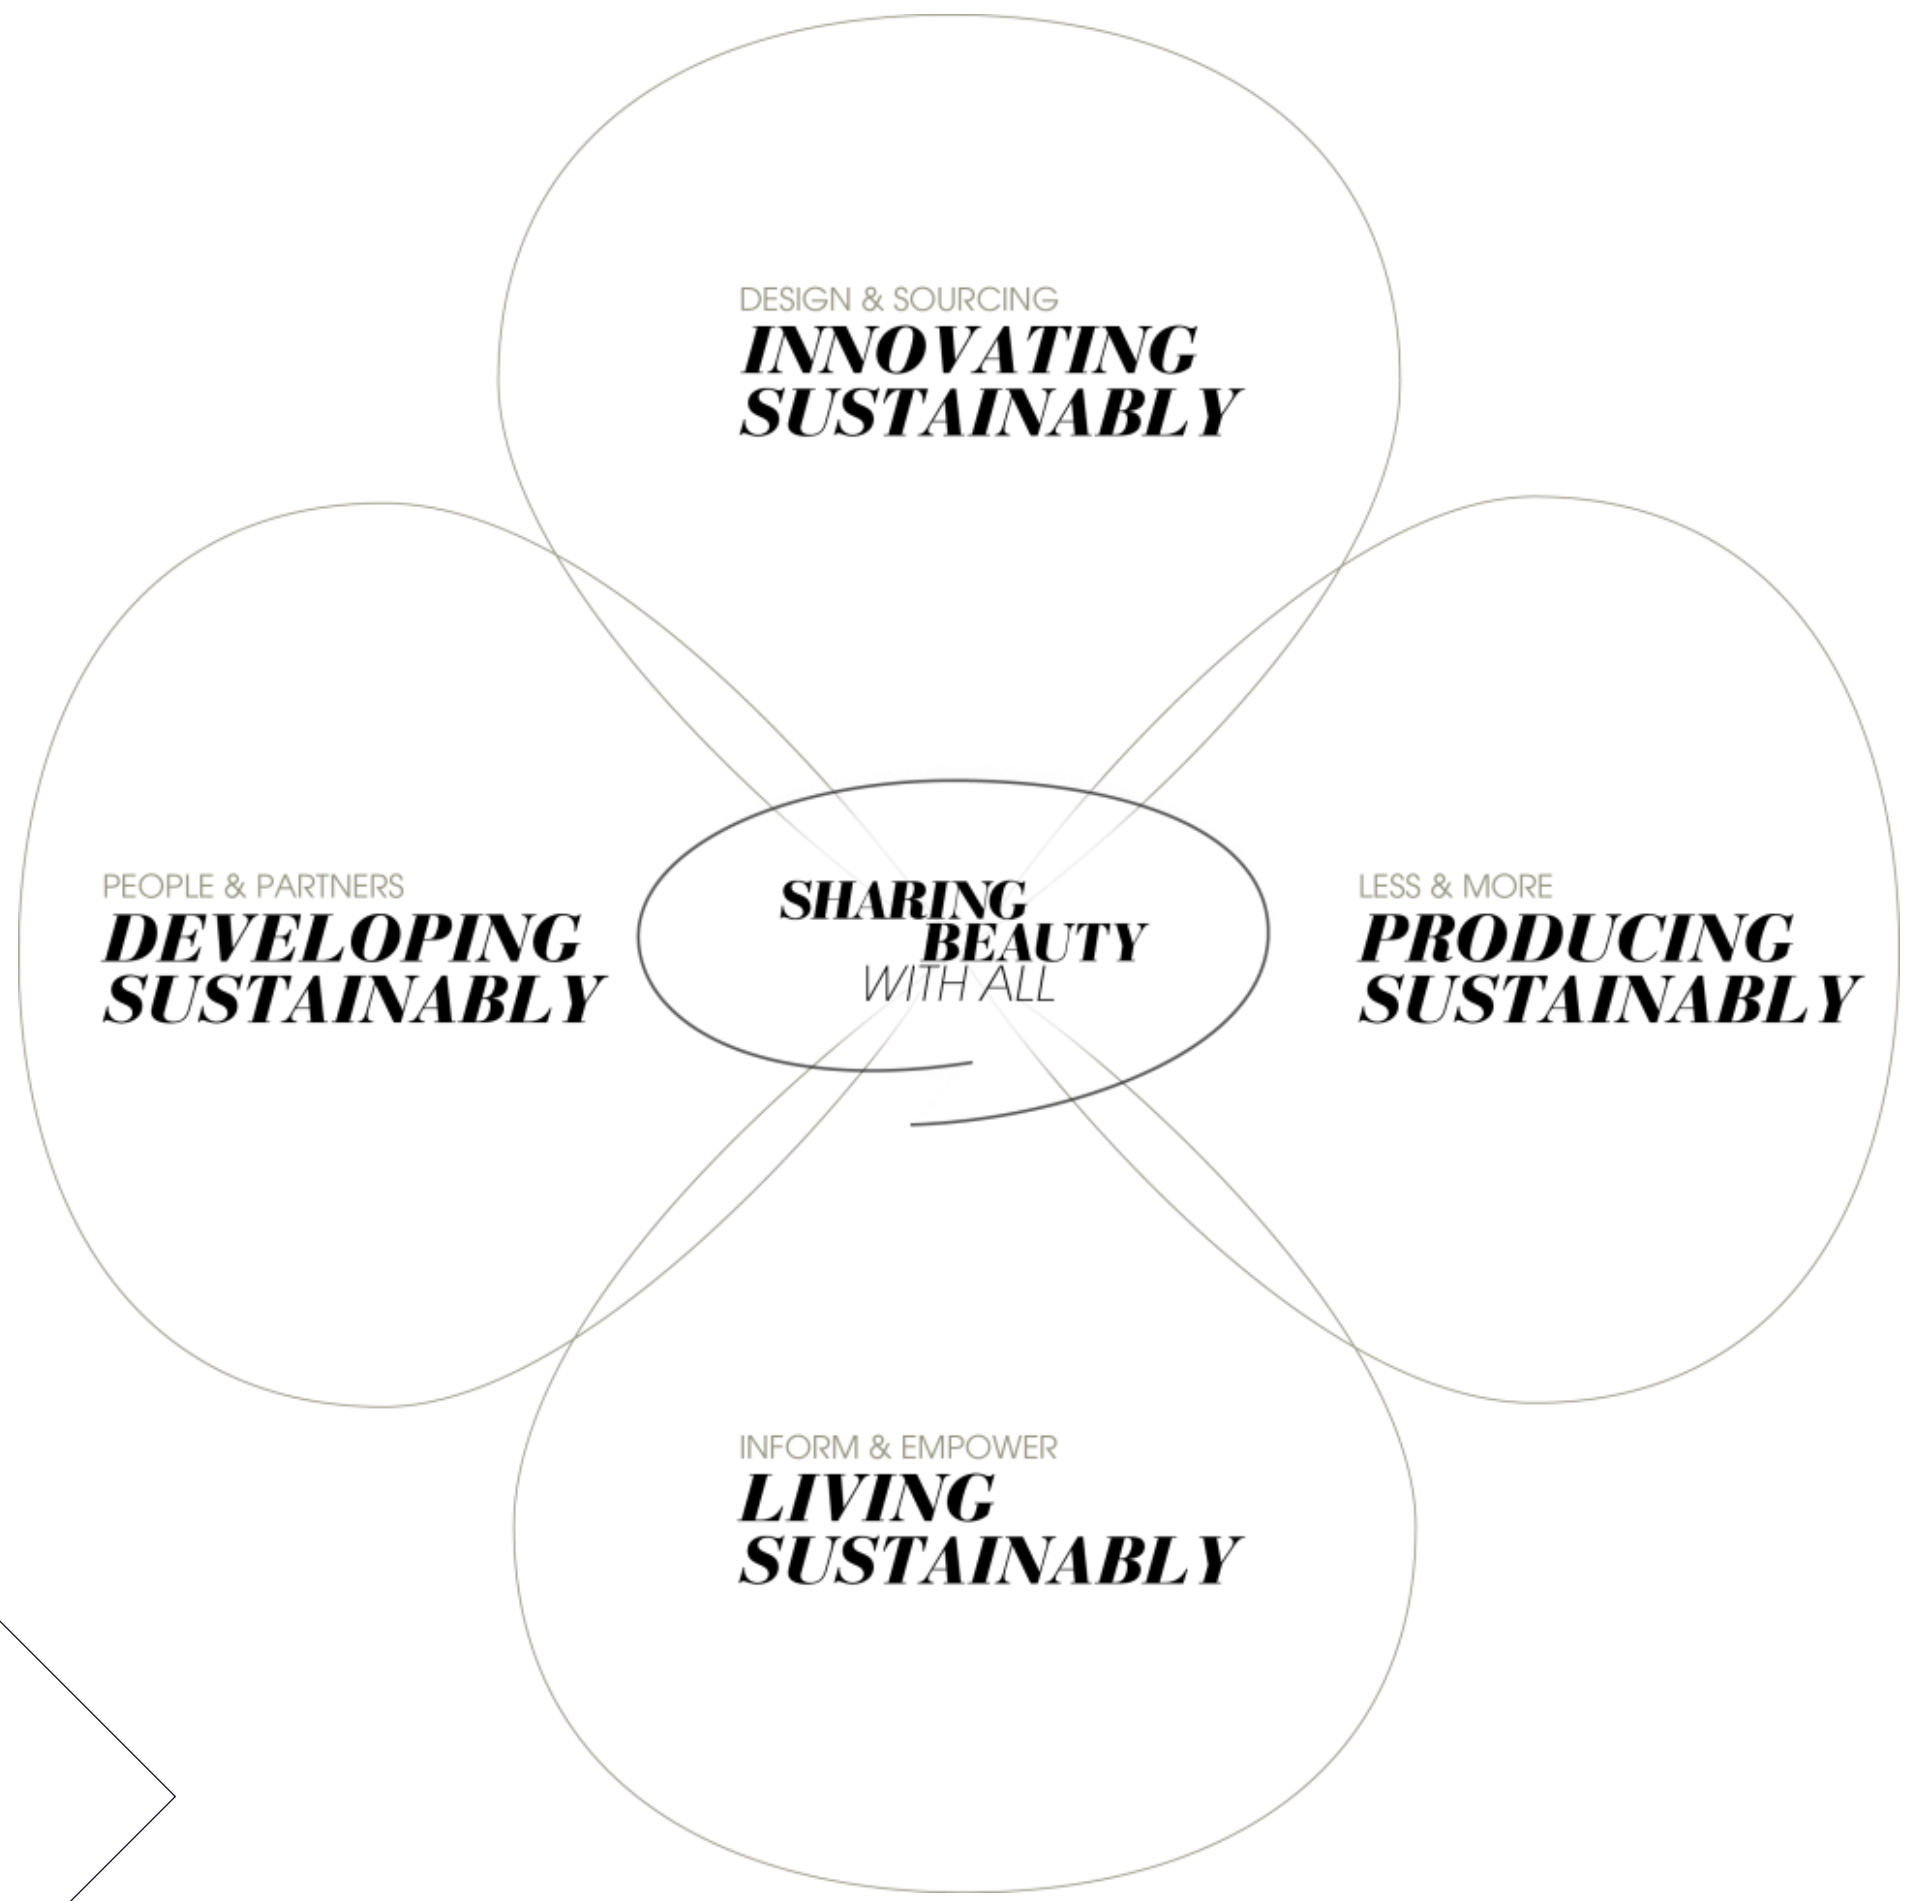 DESIGN & SOURCING
INNOVATING
SUSTAINABLY
PEOPLE & PARTNERS
DEVELOPING
SUSTAINABLY
SHARING
BEAUTY
WITH ALL
LESS & MORE
PRODUCING
SUSTAINABLY
INFORM & EMPOWER
LIVING
SUSTAINABLY